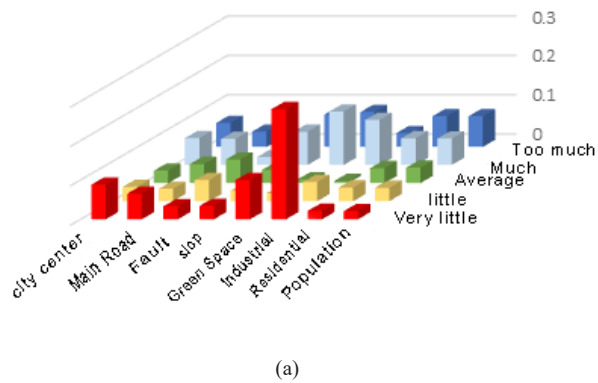 0.3
0.2
0.1
0
Too much
Much
Average
little
Very little
city center
Main Road
Fault
slop
Green Space
Industrial
Residential
Population
(a)